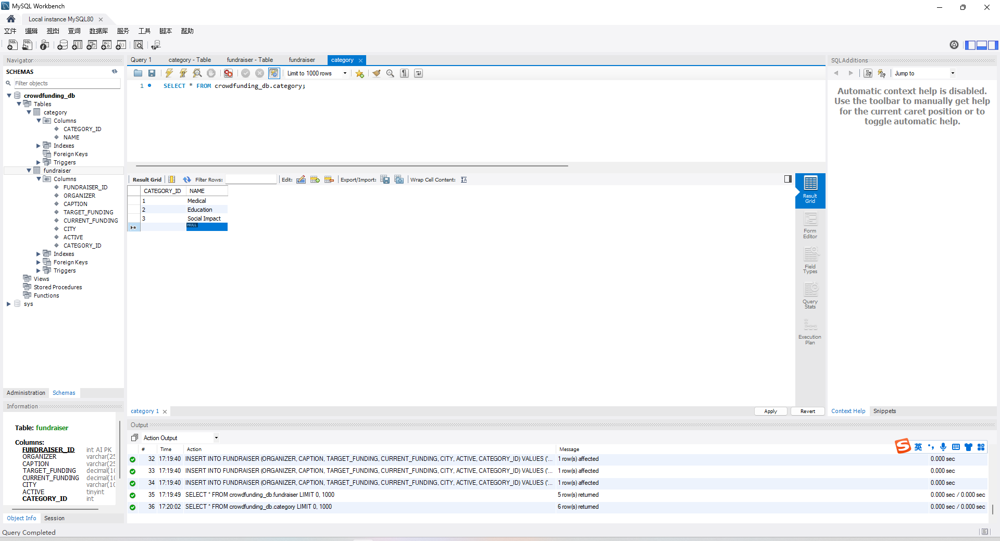 MySQL Workbench
Local instance MySQL80
文件 编辑 视图 查询 数据库 服务 工具 脚本 帮助
Navigator
SCHEMAS
Filter objects
crowdfunding_db
Tables
category
Columns
CATEGORY_ID
NAME
Indexes
Foreign Keys
Triggers
fundraiser
Columns
FUNDRAISER_ID
ORGANIZER
CAPTION
TARGET_FUNDING
CURRENT_FUNDING
CITY
ACTIVE
CATEGORY_ID
Indexes
Foreign Keys
Triggers
Views
Stored Procedures
Functions
sys
Administration Schemas
Information
Table: fundraiser
Columns:
FUNDRAISER_ID int AI PK
ORGANIZER varchar(25
CAPTION varchar(25
TARGET_FUNDING decimal(10
CURRENT_FUNDING decimal(10
CITY varchar(10
ACTIVE tinyint
CATEGORY_ID int
Object Info Session
Query Completed
Query 1 category - Table fundraiser - Table fundraiser category
Limit to 1000 rows
1 SELECT * FROM crowdfunding_db.category;
Result Grid Filter Rows: Edit: Export/Import: Wrap Cell Content:
CATEGORY_ID NAME
1 Medical
2 Education
3 Social Impact
NULL
Result Grid
Form Editor
Field Types
Query Stats
Execution Plan
category 1 Apply Revert
Output
Action Output
# Time Action Message
32 17:19:40 INSERT INTO FUNDRAISER (ORGANIZER, CAPTION, TARGET_FUNDING, CURRENT_FUNDING, CITY, ACTIVE, CATEGORY_ID) VALUES ('... 1 row(s) affected 0.000 sec
33 17:19:40 INSERT INTO FUNDRAISER (ORGANIZER, CAPTION, TARGET_FUNDING, CURRENT_FUNDING, CITY, ACTIVE, CATEGORY_ID) VALUES ('... 1 row(s) affected 0.000 sec
34 17:19:40 INSERT INTO FUNDRAISER (ORGANIZER, CAPTION, TARGET_FUNDING, CURRENT_FUNDING, CITY, ACTIVE, CATEGORY_ID) VALUES ('... 1 row(s) affected 0.000 sec
35 17:19:49 SELECT * FROM crowdfunding_db.fundraiser LIMIT 0, 1000 5 row(s) returned 0.000 sec / 0.000 sec
36 17:20:02 SELECT * FROM crowdfunding_db.category LIMIT 0, 1000 6 row(s) returned 0.000 sec / 0.000 sec
SQLAdditions
Jump to
Automatic context help is disabled.
Use the toolbar to manually get help
for the current caret position or to
toggle automatic help.
Context Help Snippets
英